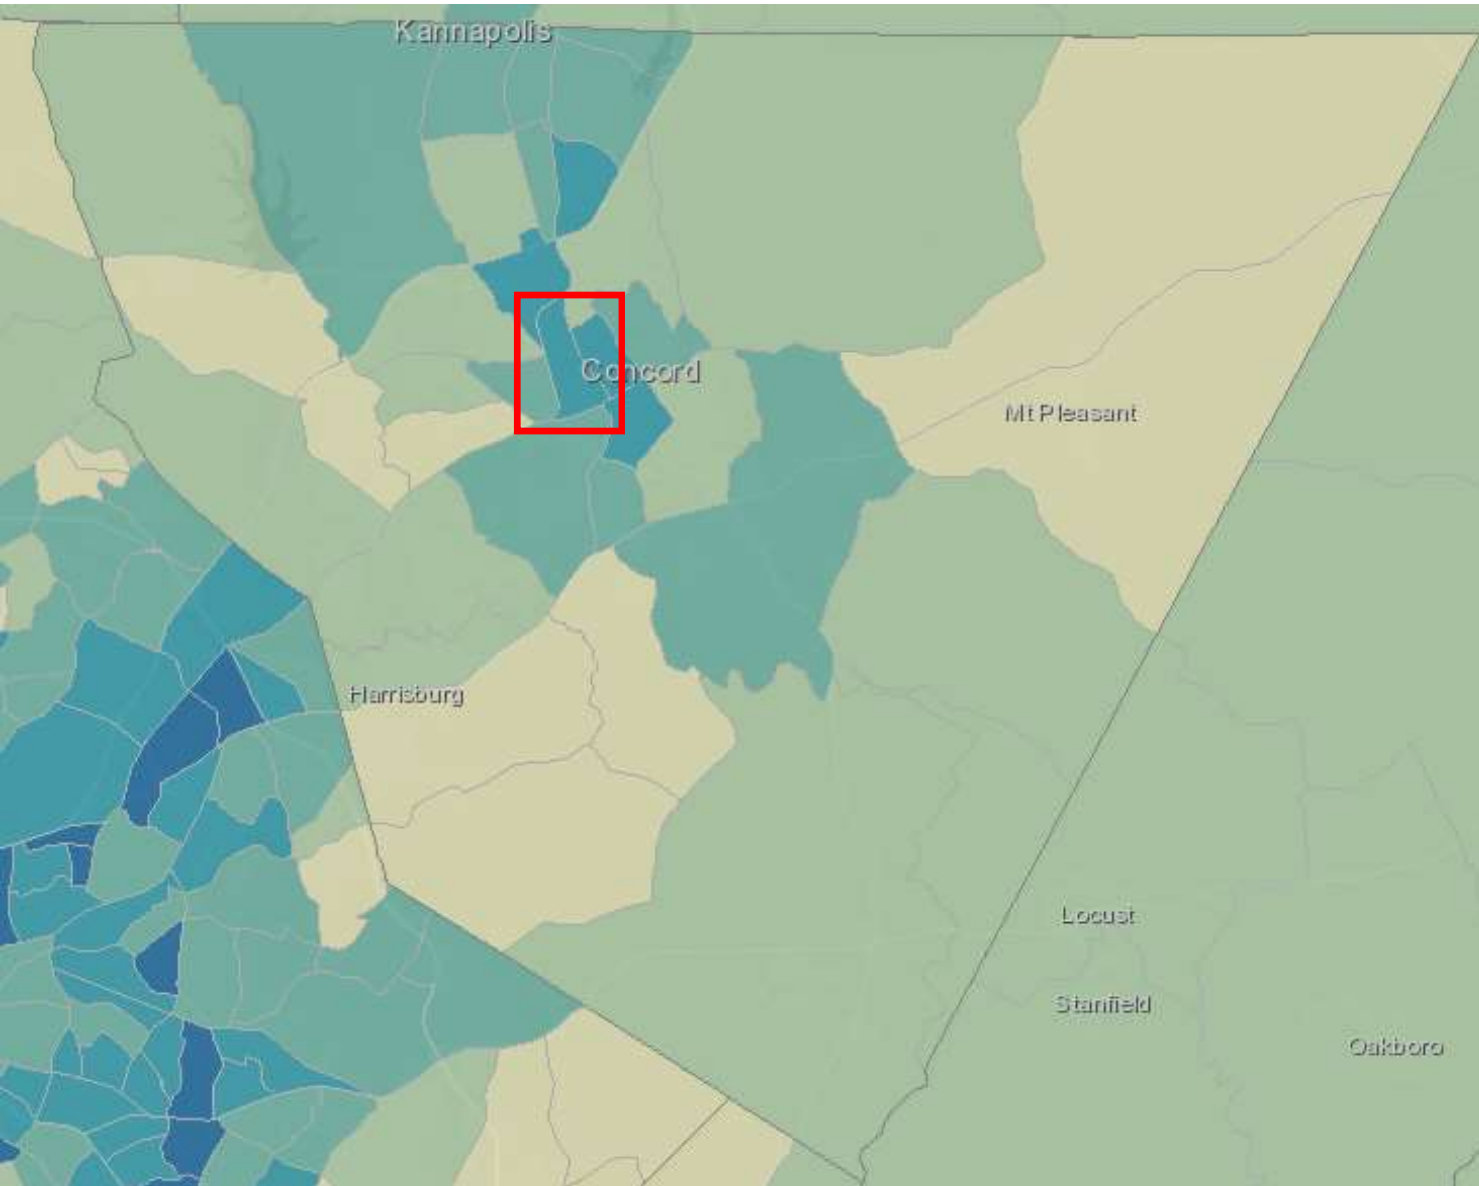 Kannapolis
Concord
Mt Pleasant
Harrisburg
Locust
Stanfield
Oakboro